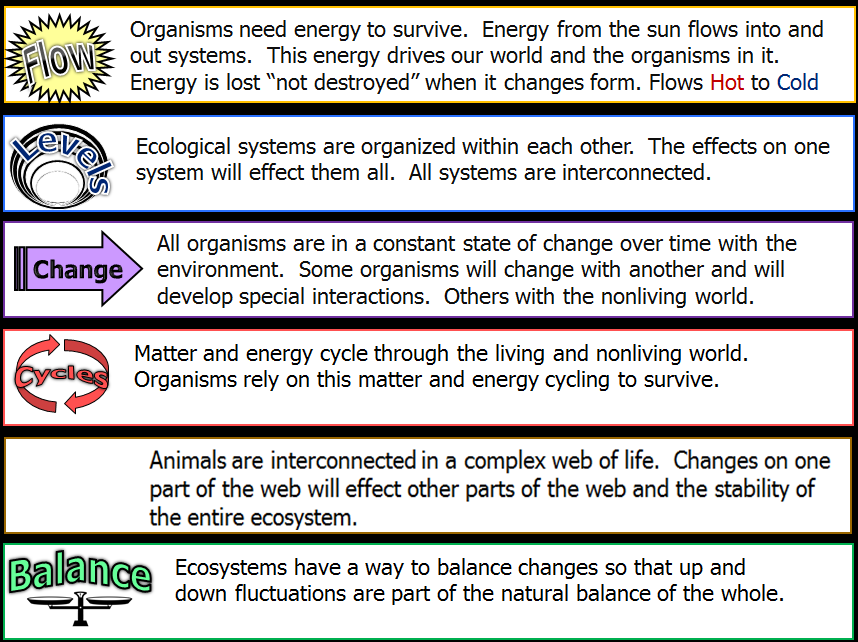 Flow
Organisms need energy to survive.  Energy from the sun flows into and
out systems.  This energy drives our world and the organisms in it.
Energy is lost “not destroyed” when it changes form. Flows Hot to Cold
Levels
Ecological systems are organized within each other.  The effects on one
system will effect them all.  All systems are interconnected.
Change
All organisms are in a constant state of change over time with the
environment.  Some organisms will change with another and will
develop special interactions.  Others with the nonliving world.
Cycles
Matter and energy cycle through the living and nonliving world.
Organisms rely on this matter and energy cycling to survive.
Animals are interconnected in a complex web of life.  Changes on one
part of the web will effect other parts of the web and the stability of
the entire ecosystem.
Balance
Ecosystems have a way to balance changes so that up and
down fluctuations are part of the natural balance of the whole.